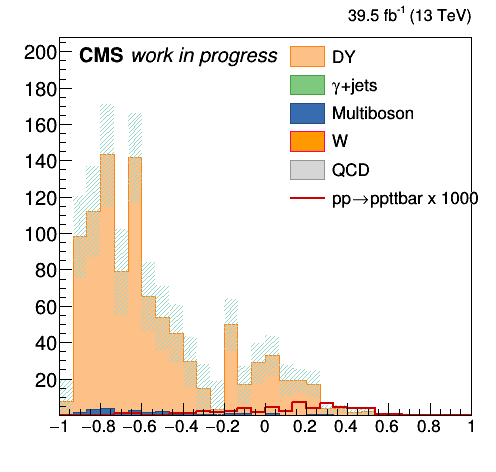 39.5 fb-1 (13 TeV)
CMS work in progress
DY
γ+jets
Multiboson
W
QCD
pp→ppttbar x 1000
200
180
160
140
120
100
80
60
40
20
−1 −0.8 −0.6 −0.4 −0.2 0 0.2 0.4 0.6 0.8 1